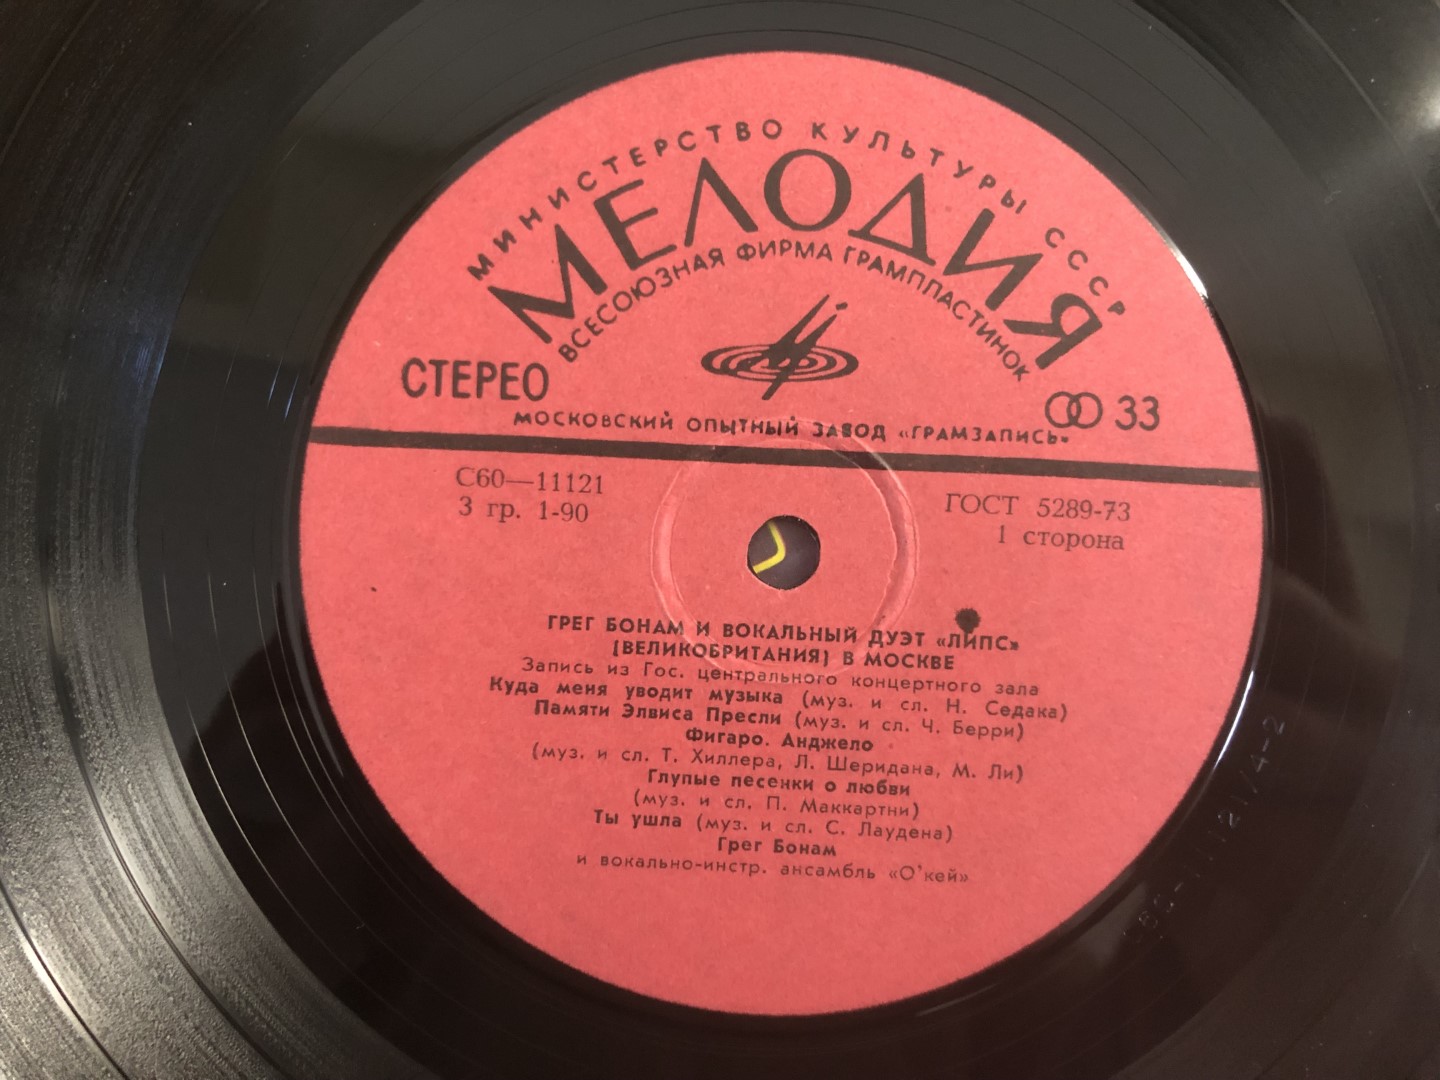 МИНИСТЕРСТВО КУЛЬТУРЫ СССР
МЕЛОДИЯ
ВСЕСОЮЗНАЯ ФИРМА ГРАМПЛАСТИНОК
СТЕРЕО
33
МОСКОВСКИЙ ОПЫТНЫЙ ЗАВОД «ГРАМЗАПИСЬ»
С60—11121
ГОСТ 5289-73
3 гр. 1-90
1 сторона
ГРЕГ БОНАМ И ВОКАЛЬНЫЙ ДУЭТ «ЛИПС»
(ВЕЛИКОБРИТАНИЯ) В МОСКВЕ
Запись из Гос. центрального концертного зала
Куда меня уводит музыка (муз. и сл. Н. Седака)
Памяти Элвиса Пресли (муз. и сл. Ч. Берри)
Фигаро. Анджело
(муз. и сл. Т. Хиллера, Л. Шеридана, М. Ли)
Глупые песенки о любви
(муз. и сл. П. Маккартни)
Ты ушла (муз. и сл. С. Лаудена)
Грег Бонам
и вокально-инстр. ансамбль «О'кей»